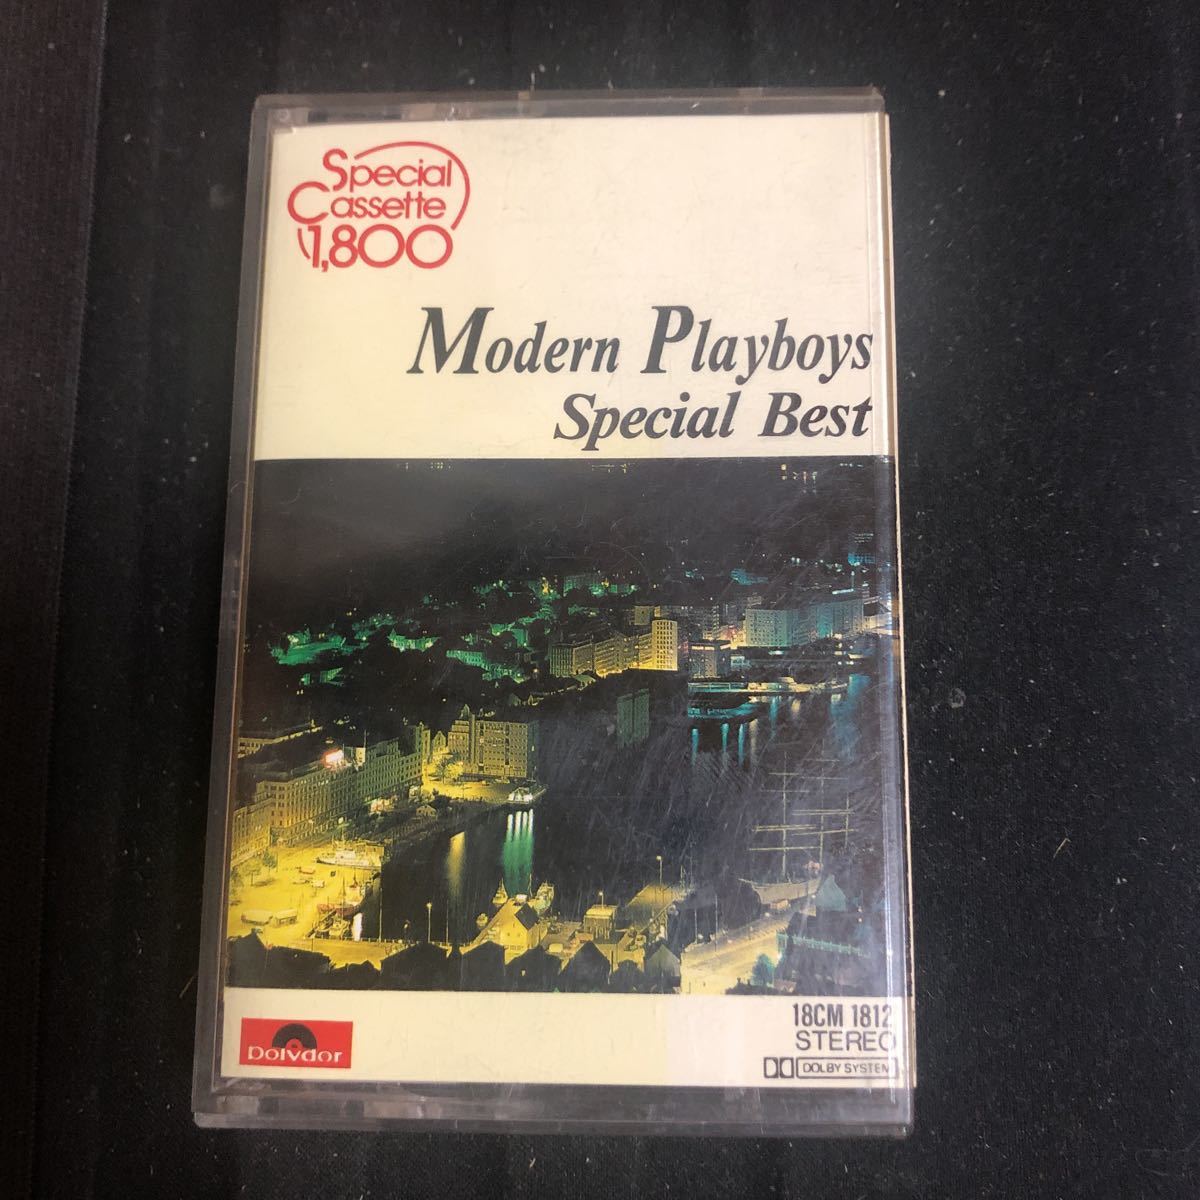 Special
Cassette
1,800
Modern Playboys
Special Best
polydor
18CM 1812
STEREO
DOLBY SYSTEM